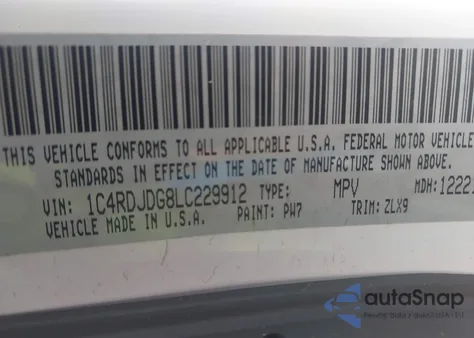 THIS VEHICLE CONFORMS TO ALL APPLICABLE U.S.A. FEDERAL MOTOR VEHICLE
STANDARDS IN EFFECT ON THE DATE OF MANUFACTURE SHOWN ABOVE.
VIN: 1C4RDJDG8LC229912 TYPE: MPV MDH: 1222
VEHICLE MADE IN U.S.A. PAINT: PW7 TRIM: ZLX9
autaSnap